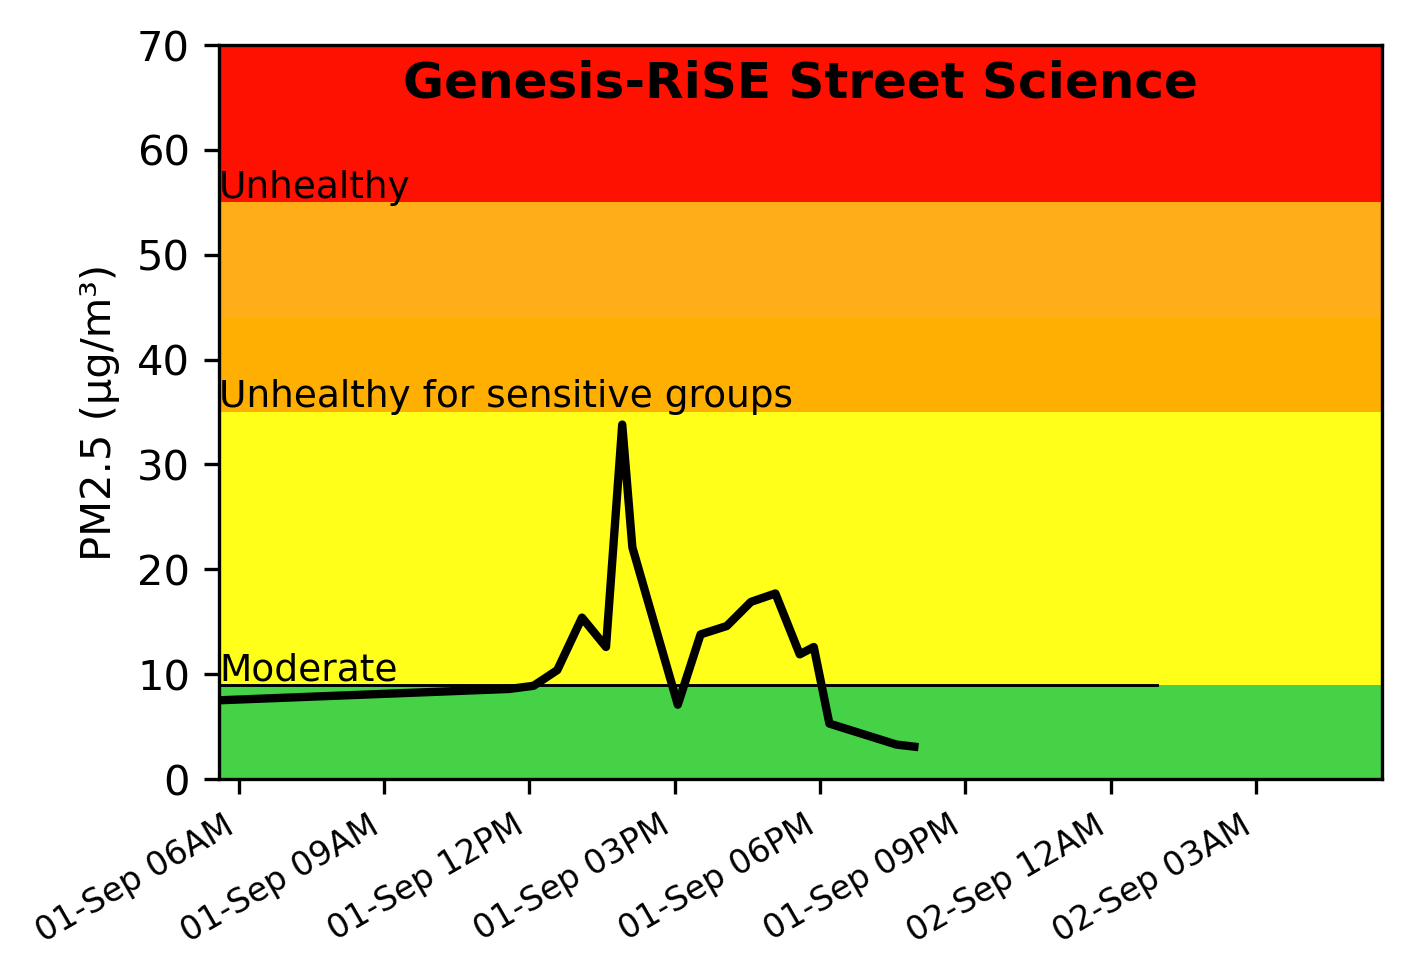 Genesis-RiSE Street Science
PM2.5 (µg/m³)
70
60
50
40
30
20
10
0
Unhealthy
Unhealthy for sensitive groups
Moderate
01-Sep 06AM
01-Sep 09AM
01-Sep 12PM
01-Sep 03PM
01-Sep 06PM
01-Sep 09PM
02-Sep 12AM
02-Sep 03AM